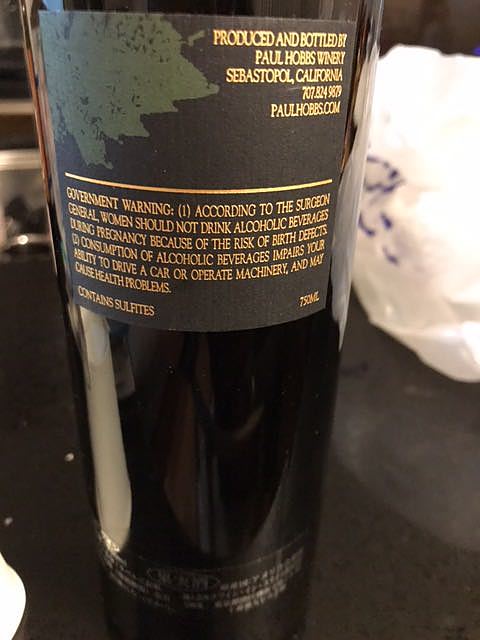 PRODUCED AND BOTTLED BY
PAUL HOBBS WINERY
SEBASTOPOL, CALIFORNIA
707.824 9879
PAULHOBBS.COM
GOVERNMENT WARNING: (1) ACCORDING TO THE SURGEON
GENERAL, WOMEN SHOULD NOT DRINK ALCOHOLIC BEVERAGES
DURING PREGNANCY BECAUSE OF THE RISK OF BIRTH DEFECTS.
(2) CONSUMPTION OF ALCOHOLIC BEVERAGES IMPAIRS YOUR
ABILITY TO DRIVE A CAR OR OPERATE MACHINERY, AND MAY
CAUSE HEALTH PROBLEMS.
CONTAINS SULFITES 750ML